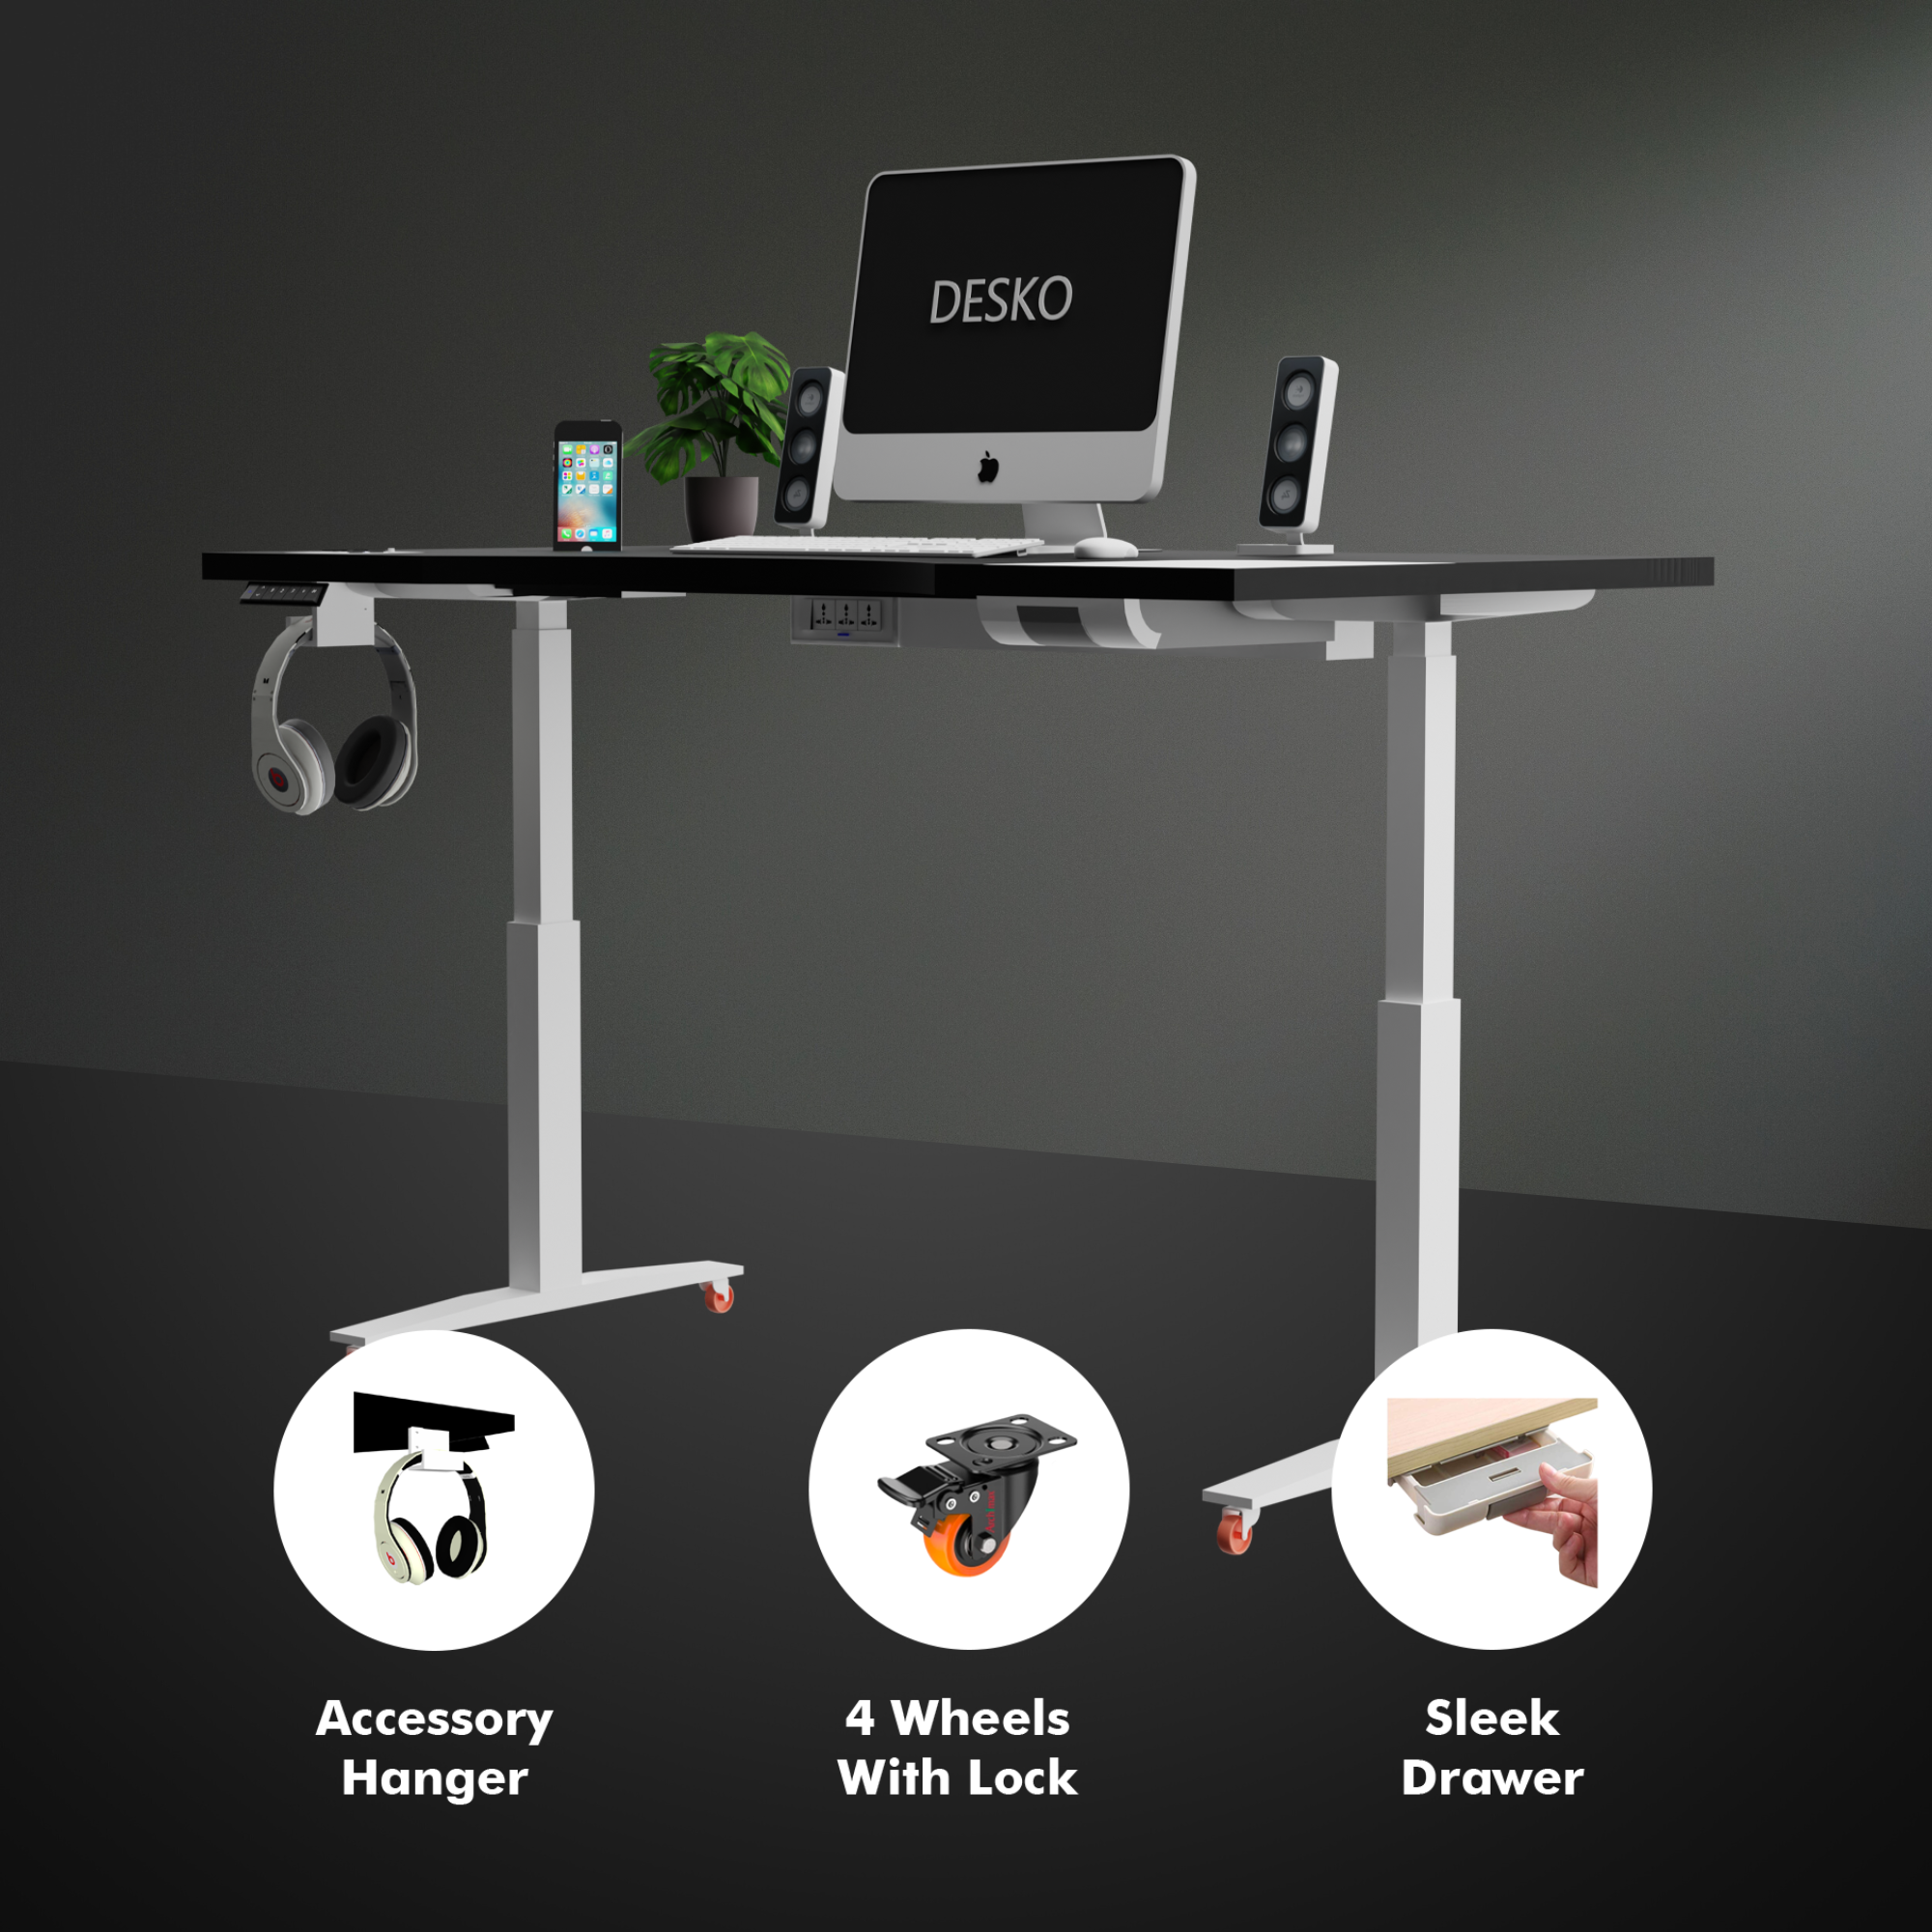 DESKO
Accessory
Hanger
4 Wheels
With Lock
Sleek
Drawer